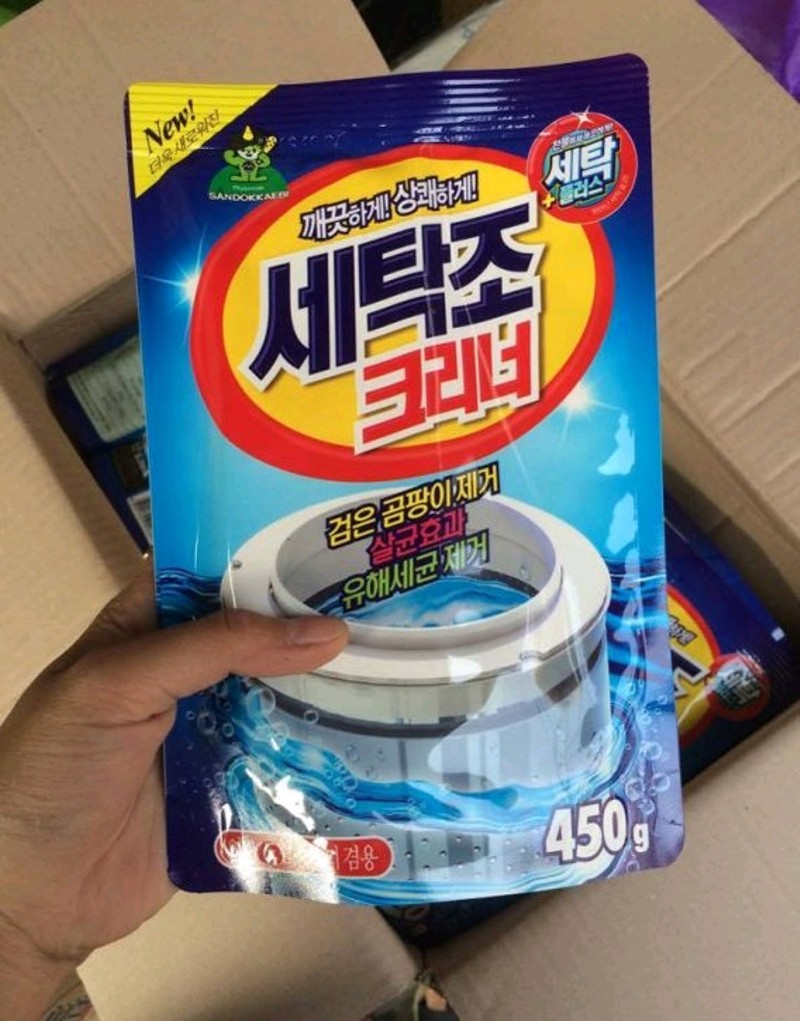 New!
더욱 새로워진
SANDOKKAEBI
세탁
+플러스
깨끗하게! 상쾌하게!
세탁조
크리너
검은 곰팡이 제거
살균효과
유해세균 제거
겸용
450g